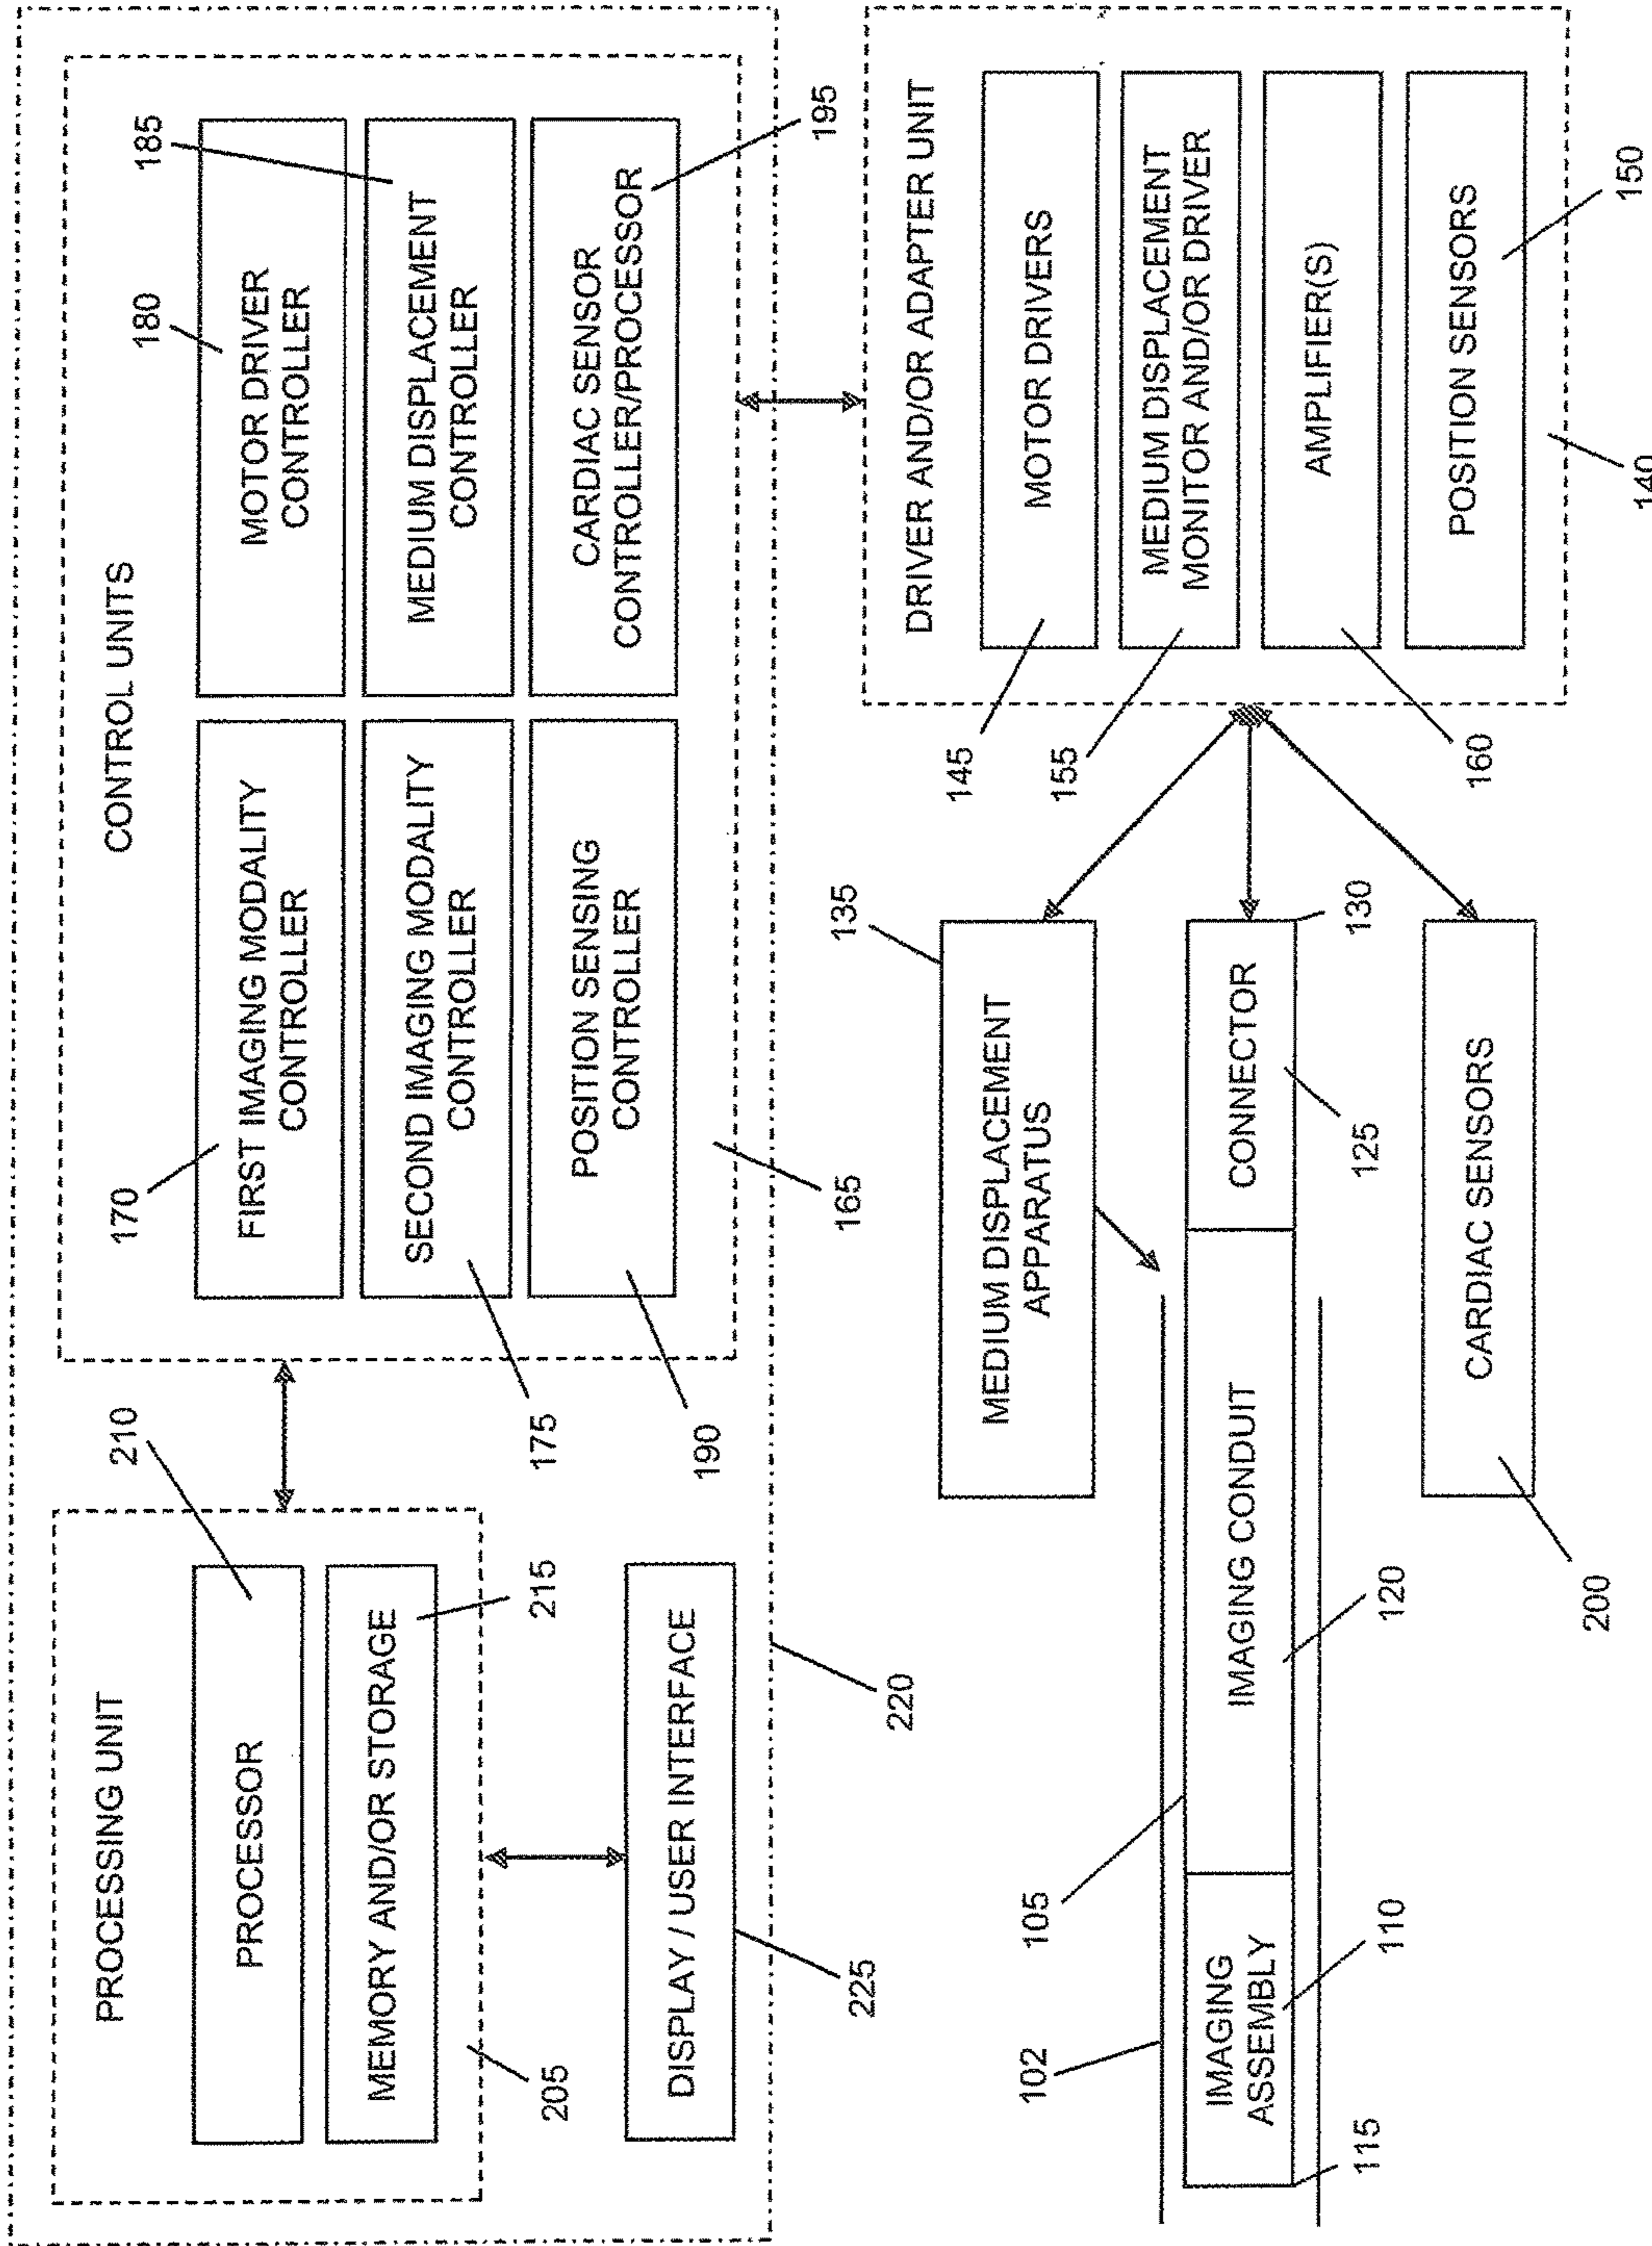 PROCESSING UNIT
PROCESSOR
210
MEMORY AND/OR STORAGE
215
205
DISPLAY / USER INTERFACE
225
220
CONTROL UNITS
170
FIRST IMAGING MODALITY
CONTROLLER
180
MOTOR DRIVER
CONTROLLER
185
SECOND IMAGING MODALITY
CONTROLLER
175
MEDIUM DISPLACEMENT
CONTROLLER
POSITION SENSING
CONTROLLER
190
CARDIAC SENSOR
CONTROLLER/PROCESSOR
195
165
102
105
IMAGING
ASSEMBLY
110
115
IMAGING CONDUIT
120
CONNECTOR
125
130
MEDIUM DISPLACEMENT
APPARATUS
135
CARDIAC SENSORS
200
DRIVER AND/OR ADAPTER UNIT
MOTOR DRIVERS
145
MEDIUM DISPLACEMENT
MONITOR AND/OR DRIVER
155
AMPLIFIER(S)
160
POSITION SENSORS
150
140